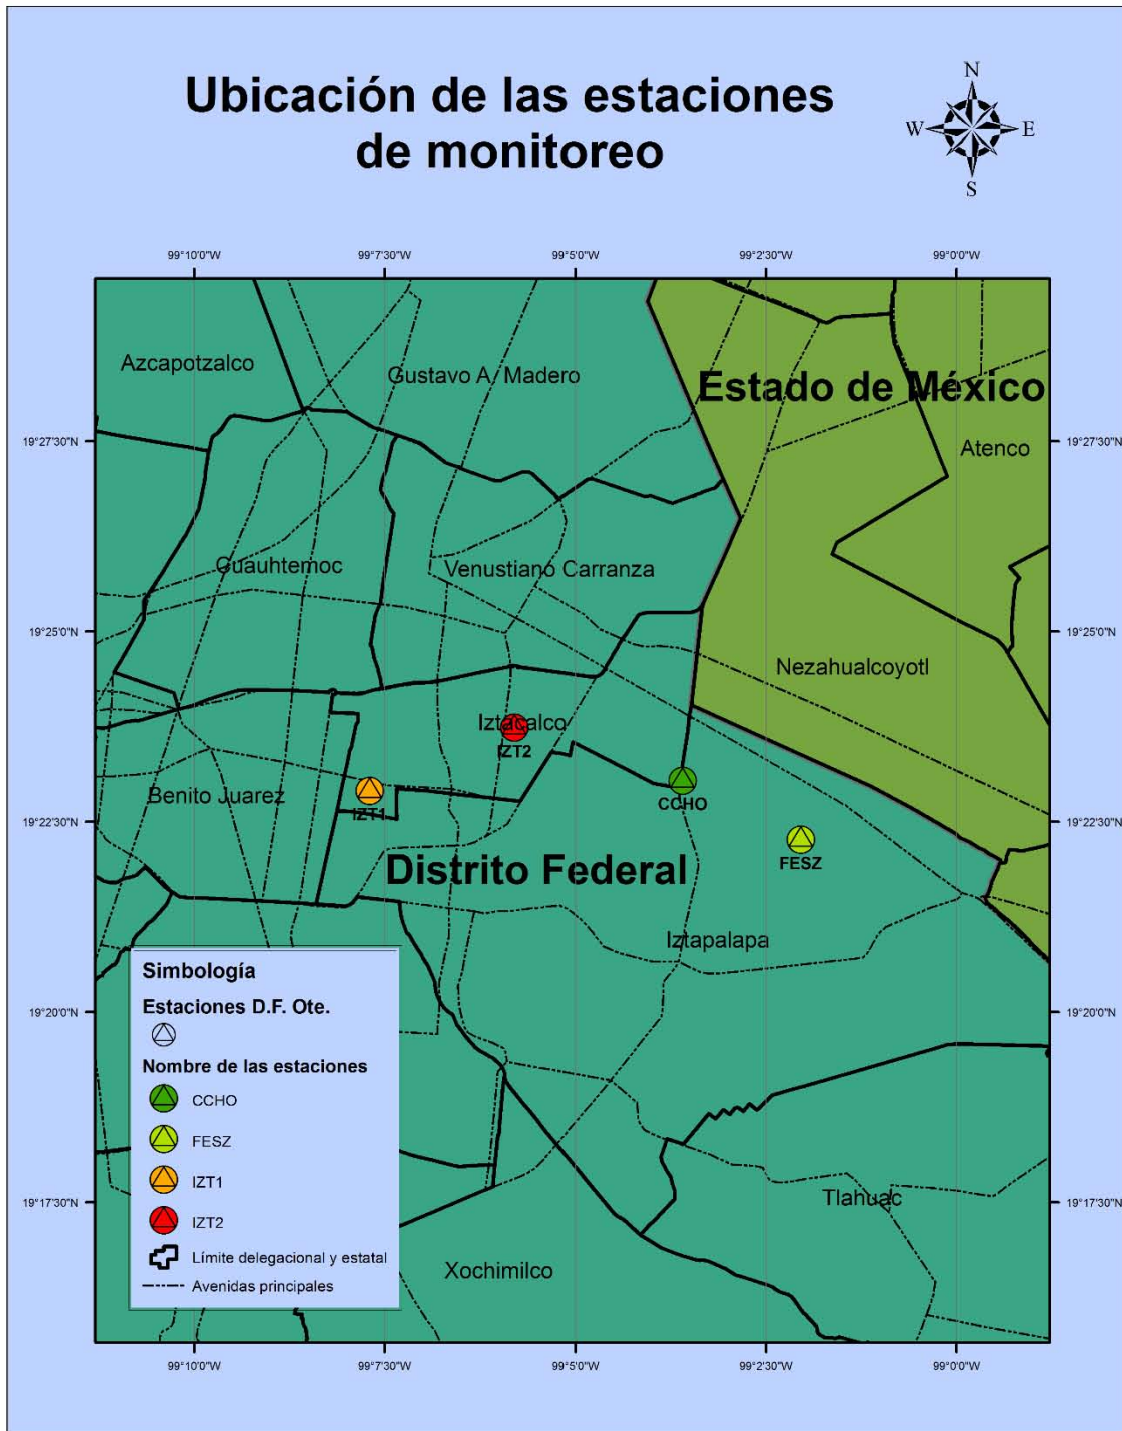 Ubicación de las estaciones
de monitoreo
N
W
E
S
99°10'0"W
99°7'30"W
99°5'0"W
99°2'30"W
99°0'0"W
Azcapotzalco
Gustavo A. Madero
Estado de México
19°27'30"N
19°27'30"N
Atenco
Cuauhtemoc
Venustiano Carranza
19°25'0"N
19°25'0"N
Nezahualcoyotl
Iztacalco
IZT2
Benito Juarez
IZT1
CCHO
19°22'30"N
19°22'30"N
Distrito Federal
FESZ
Iztapalapa
Simbología
Estaciones D.F. Ote.
19°20'0"N
19°20'0"N
Nombre de las estaciones
CCHO
FESZ
IZT1
IZT2
Límite delegacional y estatal
Avenidas principales
19°17'30"N
19°17'30"N
Tlahuac
Xochimilco
99°10'0"W
99°7'30"W
99°5'0"W
99°2'30"W
99°0'0"W